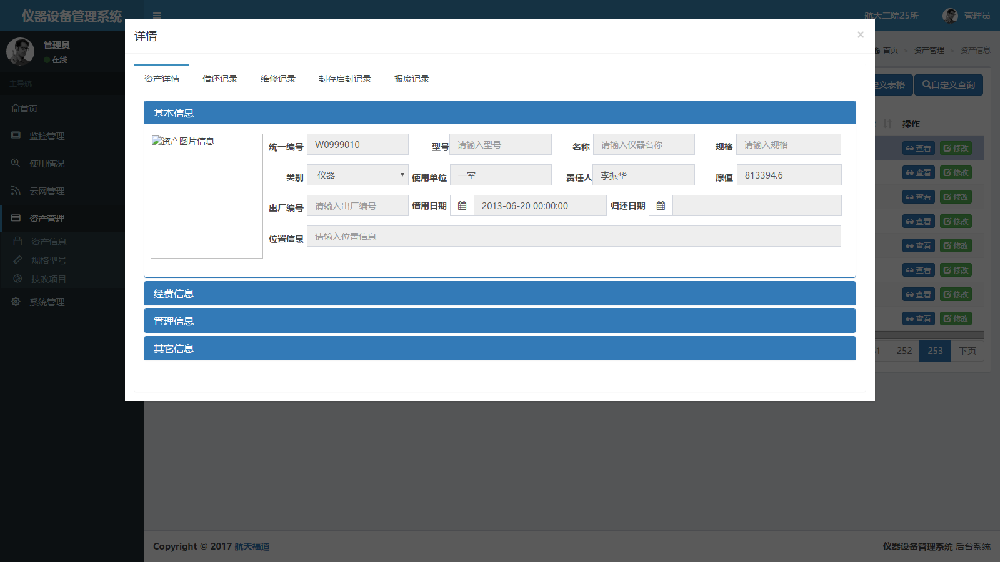 仪器设备管理系统
航天二院25所
管理员
管理员
在线
主导航
首页
监控管理
使用情况
云网管理
资产管理
资产信息
规格型号
技改项目
系统管理
首页 > 资产管理 > 资产信息
定义表格
自定义查询
操作
查看 修改
查看 修改
查看 修改
查看 修改
查看 修改
查看 修改
查看 修改
查看 修改
252 253 下页
详情 ×
资产详情 借还记录 维修记录 封存启封记录 报废记录
基本信息
资产图片信息
统一编号 W0999010 型号 请输入型号 名称 请输入仪器名称 规格 请输入规格
类别 仪器 使用单位 一室 责任人 李振华 原值 813394.6
出厂编号 请输入出厂编号 借用日期 2013-06-20 00:00:00 归还日期
位置信息 请输入位置信息
经费信息
管理信息
其它信息
Copyright © 2017 航天福道
仪器设备管理系统 后台系统